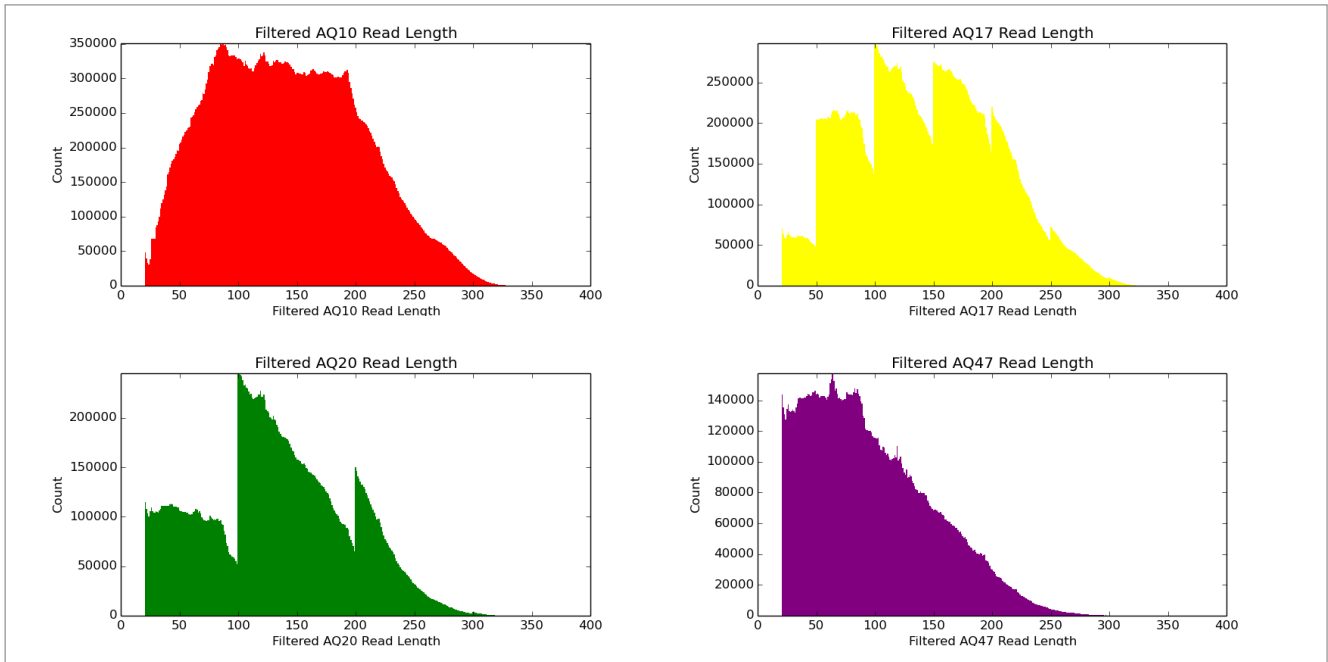 Filtered AQ10 Read Length
350000
300000
250000
200000
150000
100000
50000
0
Count
0 50 100 150 200 250 300 350 400
Filtered AQ10 Read Length
Filtered AQ17 Read Length
250000
200000
150000
100000
50000
0
Count
0 50 100 150 200 250 300 350 400
Filtered AQ17 Read Length
Filtered AQ20 Read Length
200000
150000
100000
50000
0
Count
0 50 100 150 200 250 300 350 400
Filtered AQ20 Read Length
Filtered AQ47 Read Length
140000
120000
100000
80000
60000
40000
20000
0
Count
0 50 100 150 200 250 300 350 400
Filtered AQ47 Read Length